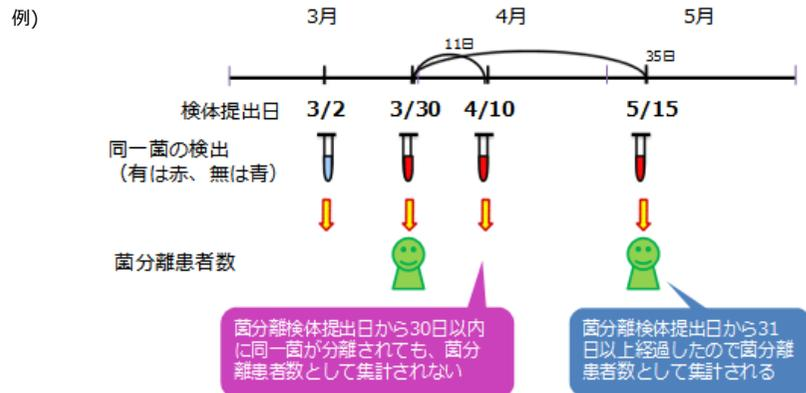 例)
3月
4月
5月
11日
35日
検体提出日 3/2 3/30 4/10 5/15
同一菌の検出
（有は赤、無は青）
菌分離患者数
菌分離検体提出日から30日以内
に同一菌が分離されても、菌分
離患者数として集計されない
菌分離検体提出日から31
日以上経過したので菌分離
患者数として集計される